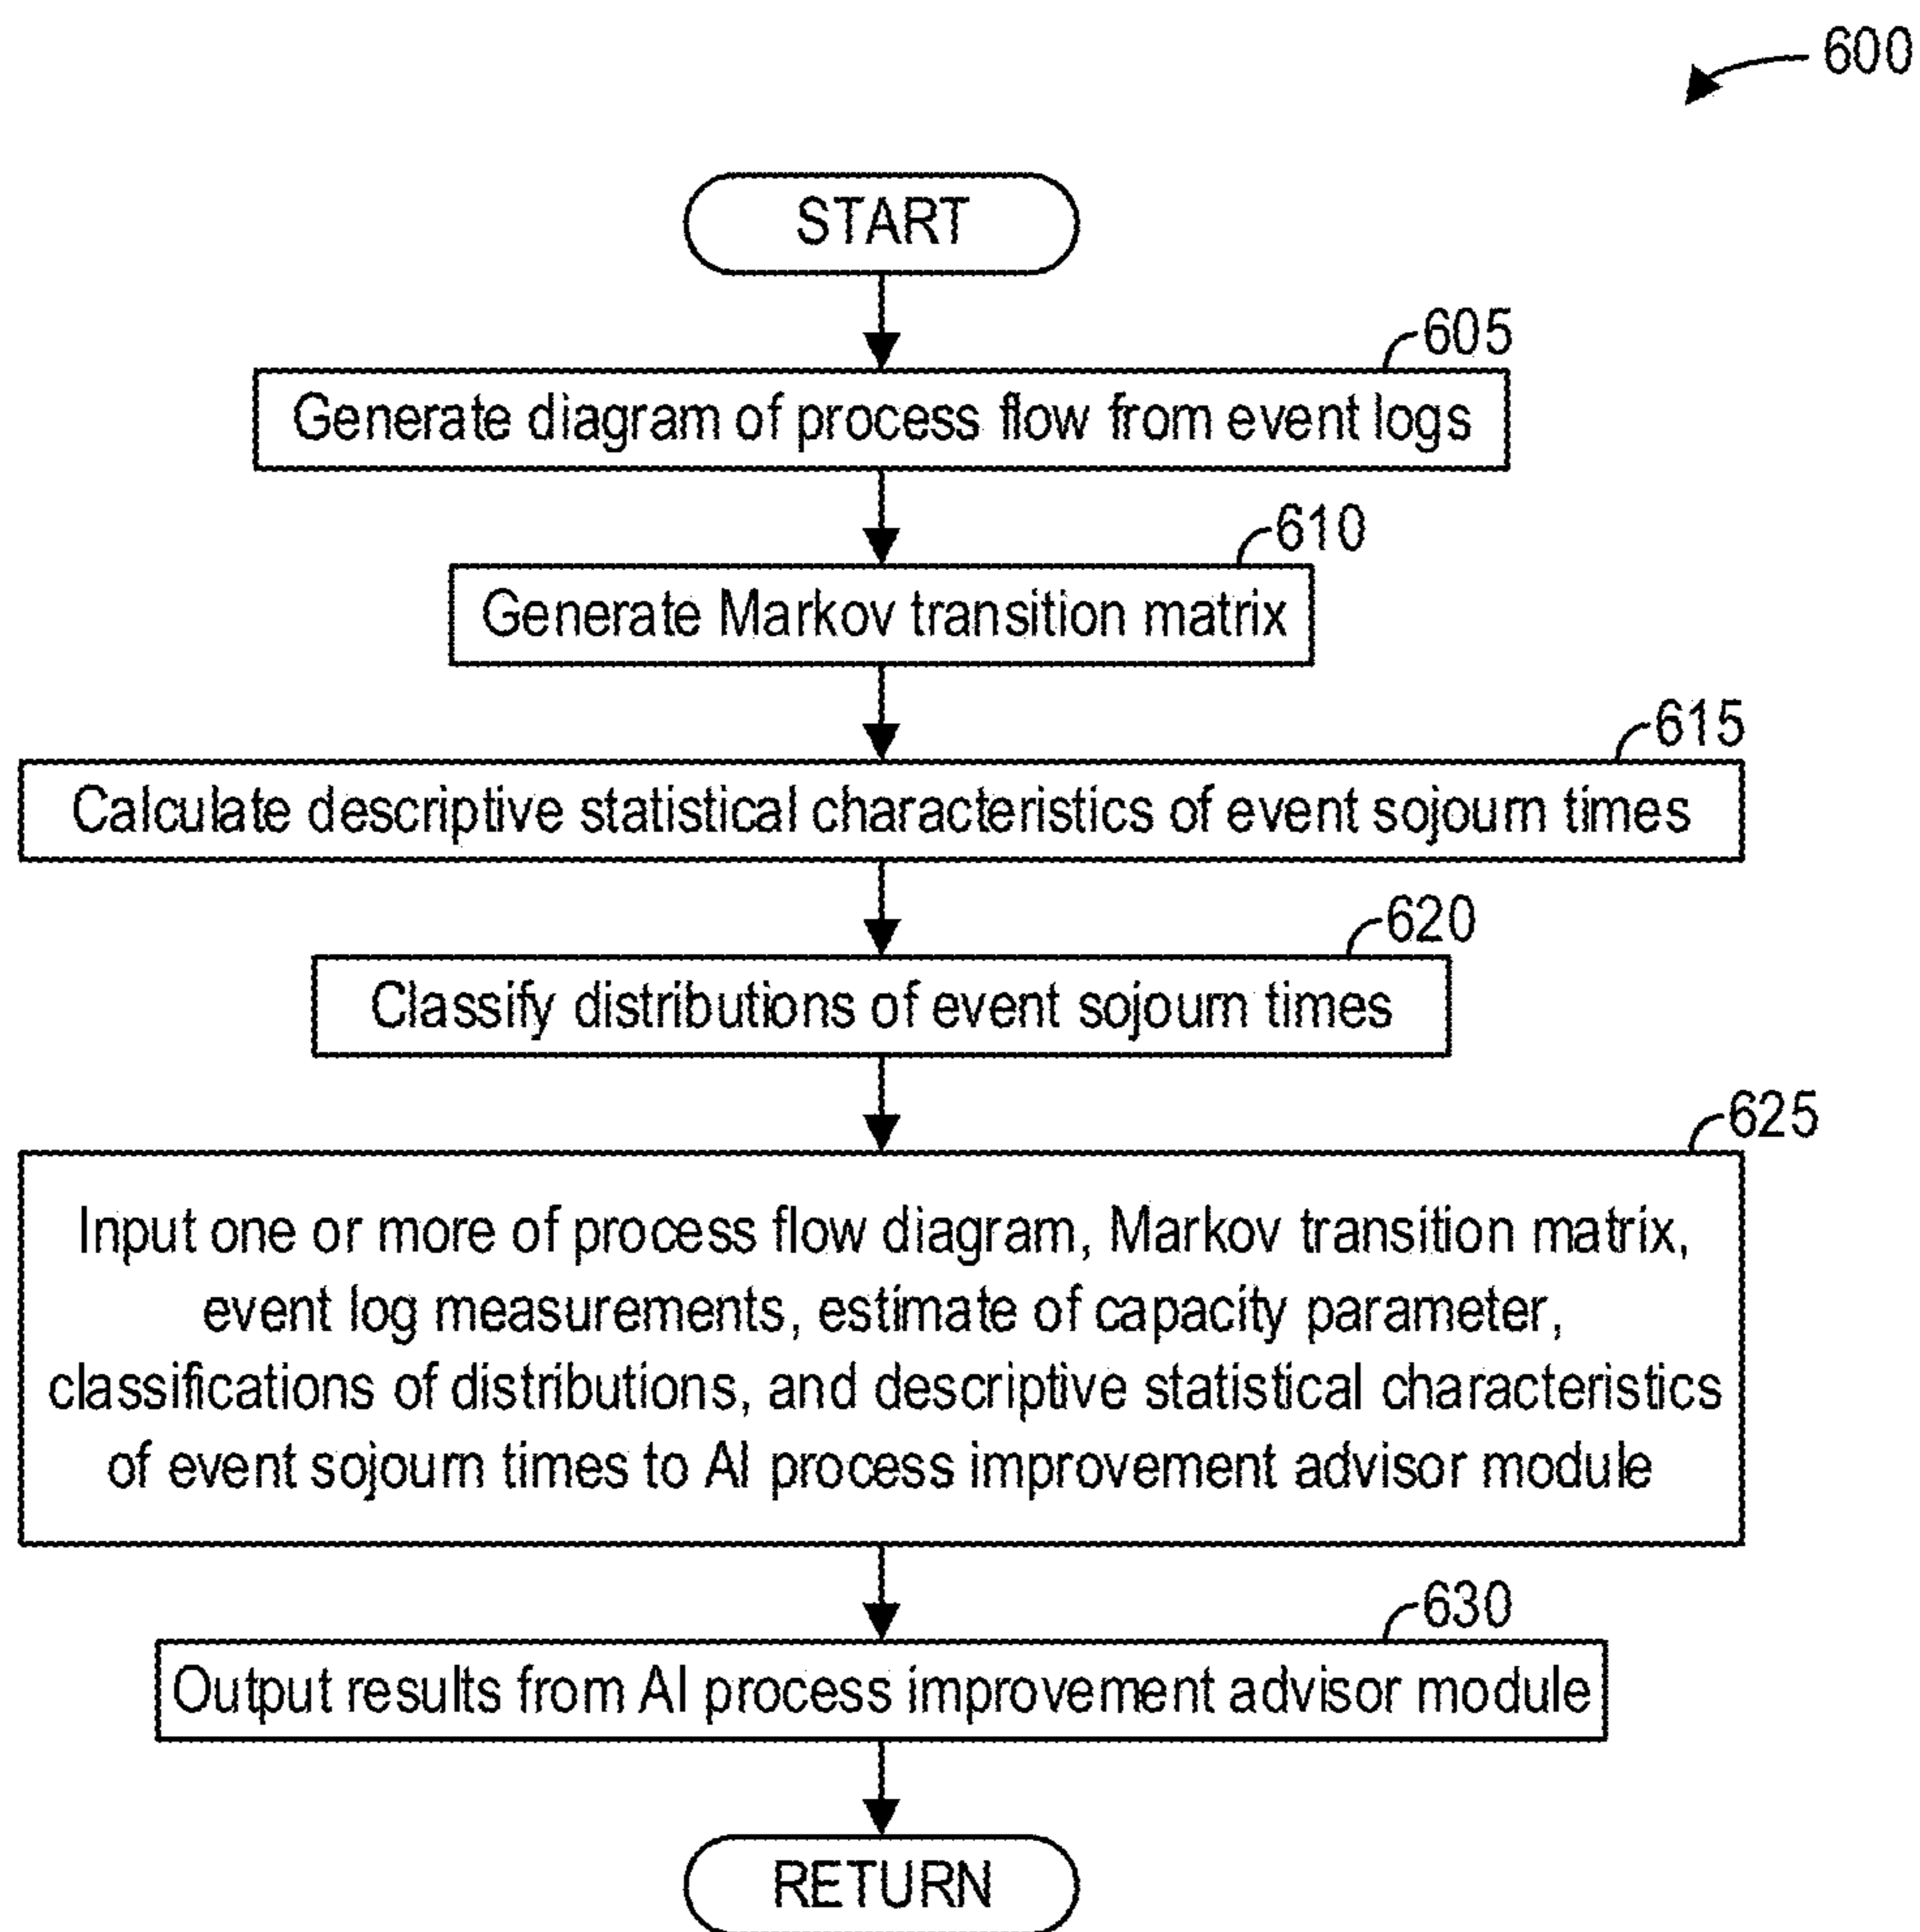 600
START
605
Generate diagram of process flow from event logs
610
Generate Markov transition matrix
615
Calculate descriptive statistical characteristics of event sojourn times
620
Classify distributions of event sojourn times
625
Input one or more of process flow diagram, Markov transition matrix,
event log measurements, estimate of capacity parameter,
classifications of distributions, and descriptive statistical characteristics
of event sojourn times to AI process improvement advisor module
630
Output results from AI process improvement advisor module
RETURN